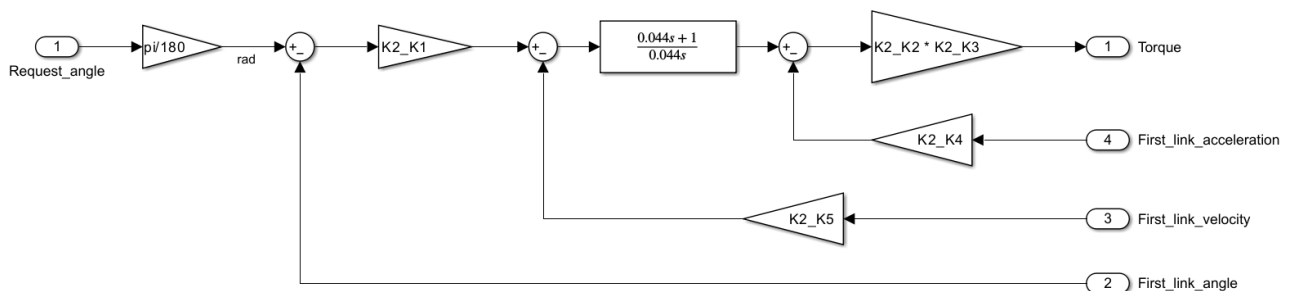 1
Request_angle
pi/180
rad
+
-
K2_K1
+
-
0.044s + 1
0.044s
+
-
K2_K2 * K2_K3
1
Torque
K2_K4
4
First_link_acceleration
K2_K5
3
First_link_velocity
2
First_link_angle